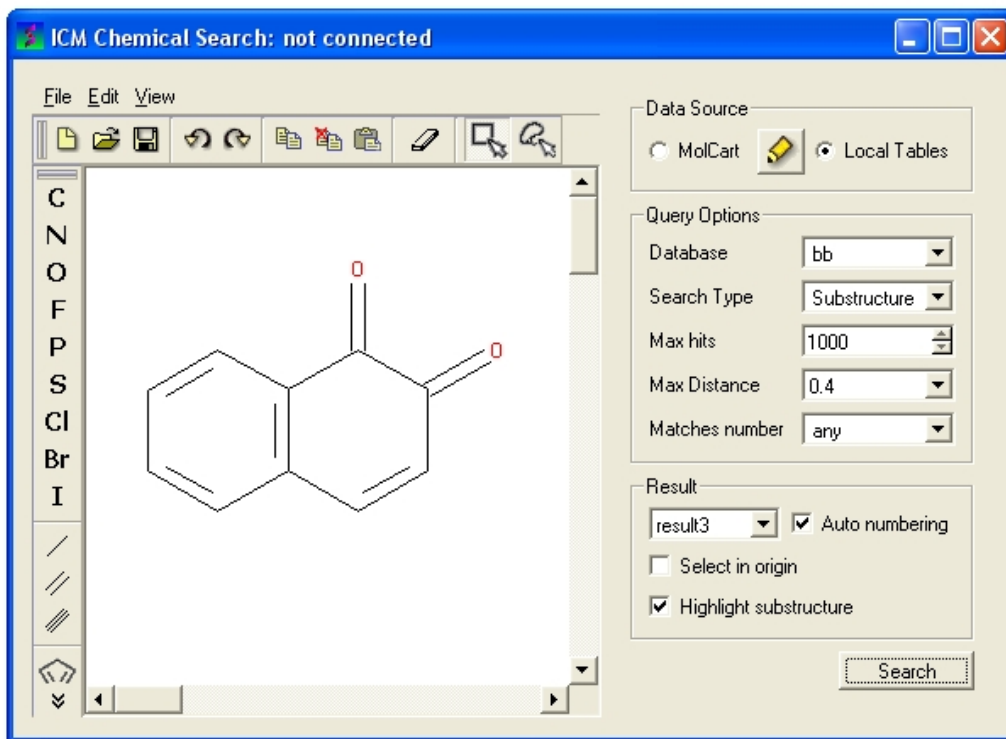 ICM Chemical Search: not connected
File Edit View
C
N
O
F
P
S
Cl
Br
I
O
O
Data Source
MolCart Local Tables
Query Options
Database bb
Search Type Substructure
Max hits 1000
Max Distance 0.4
Matches number any
Result
result3 Auto numbering
Select in origin
Highlight substructure
Search